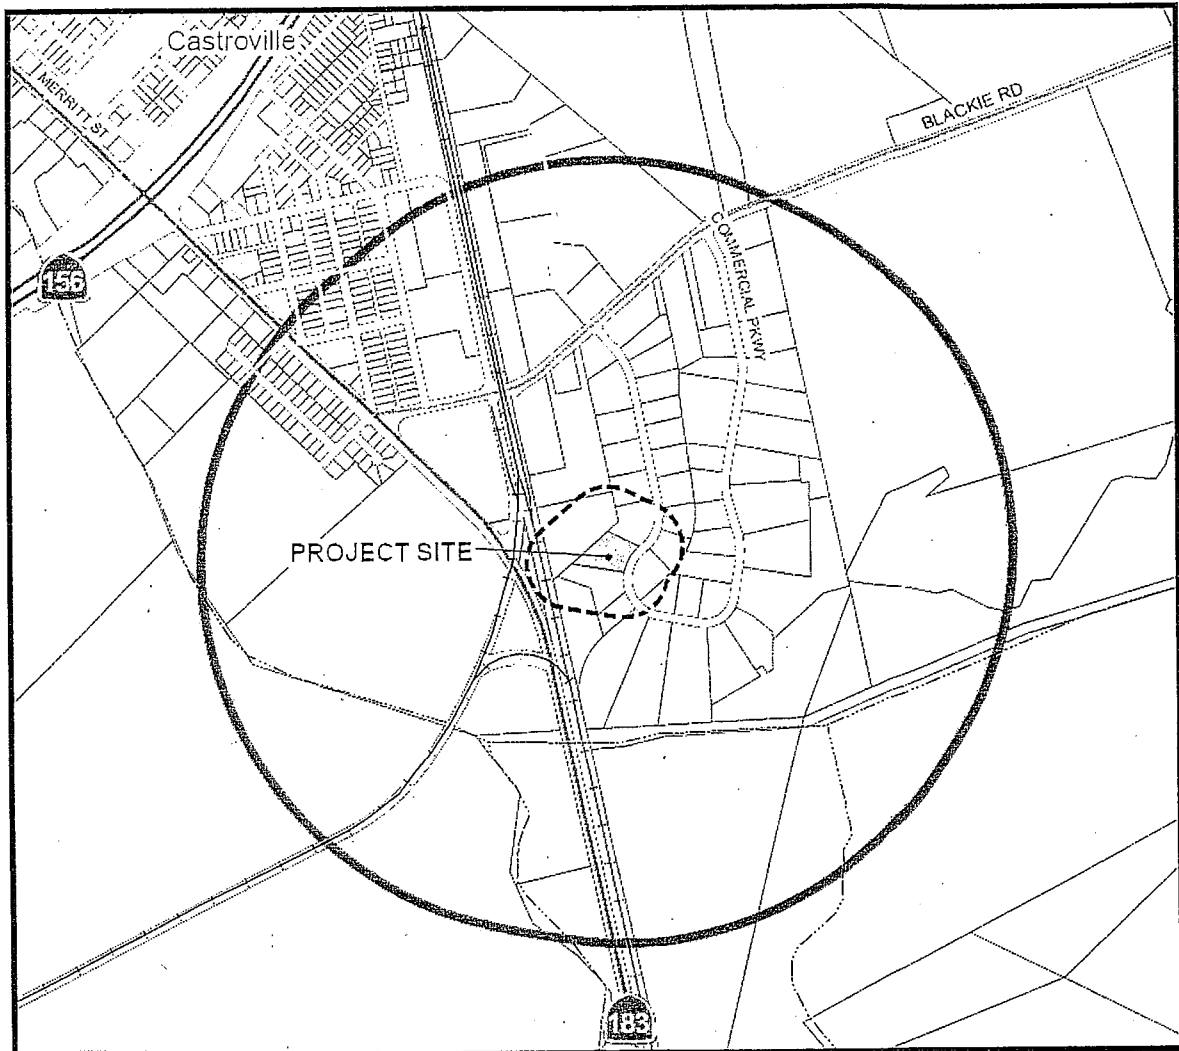 Castroville
MERRITT ST
BLACKIE RD
COMMERCIAL PKWY
156
PROJECT SITE
183